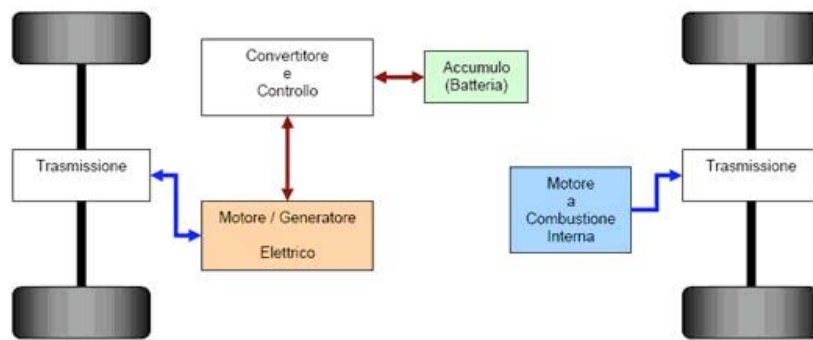 Convertitore
e
Controllo
Accumulo
(Batteria)
Trasmissione
Motore / Generatore
Elettrico
Motore
a
Combustione
Interna
Trasmissione